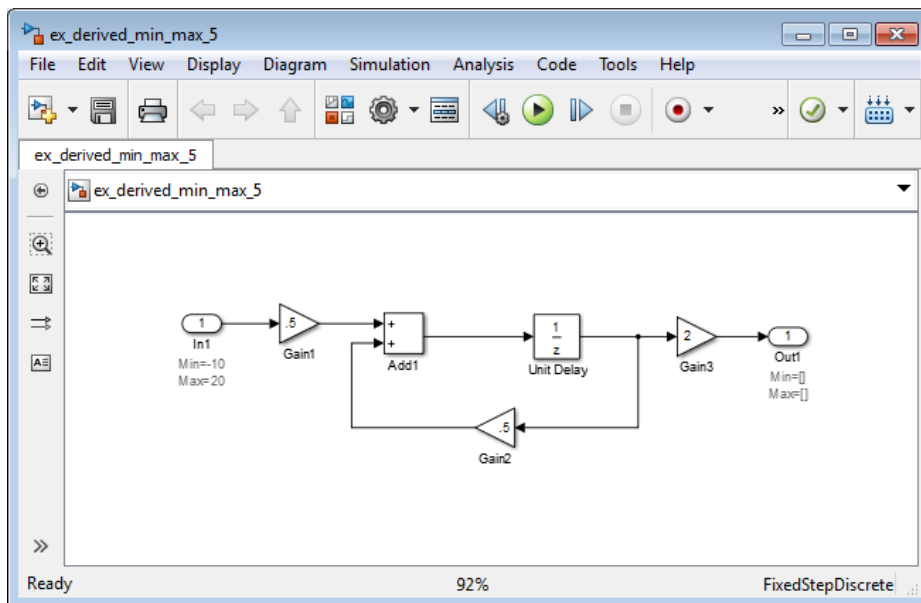 ex_derived_min_max_5
File Edit View Display Diagram Simulation Analysis Code Tools Help
»
ex_derived_min_max_5
ex_derived_min_max_5
1
In1
Min=-10
Max=20
.5
Gain1
+
+
Add1
1
z
Unit Delay
2
Gain3
1
Out1
Min=[]
Max=[]
.5
Gain2
A
»
Ready 92% FixedStepDiscrete